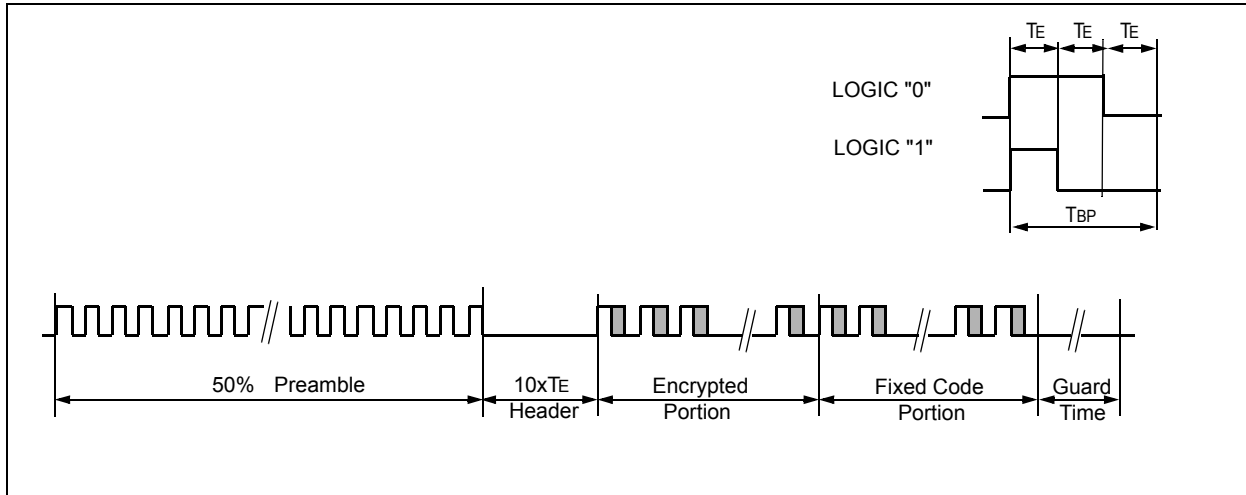 TE TE TE
LOGIC "0"
LOGIC "1"
TBP
50% Preamble
10xTE
Header
Encrypted
Portion
Fixed Code
Portion
Guard
Time